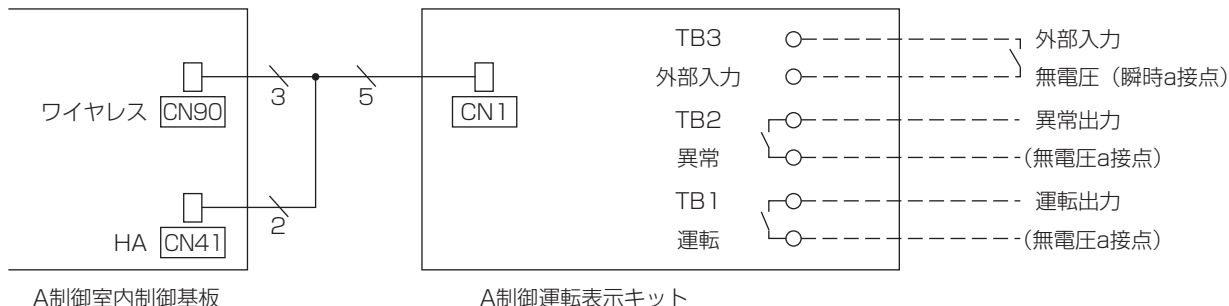 TB3
外部入力
外部入力
無電圧（瞬時a接点）
ワイヤレス CN90
3
5
CN1
TB2
異常出力
異常
(無電圧a接点)
TB1
運転出力
運転
(無電圧a接点)
HA CN41
2
A制御室内制御基板
A制御運転表示キット